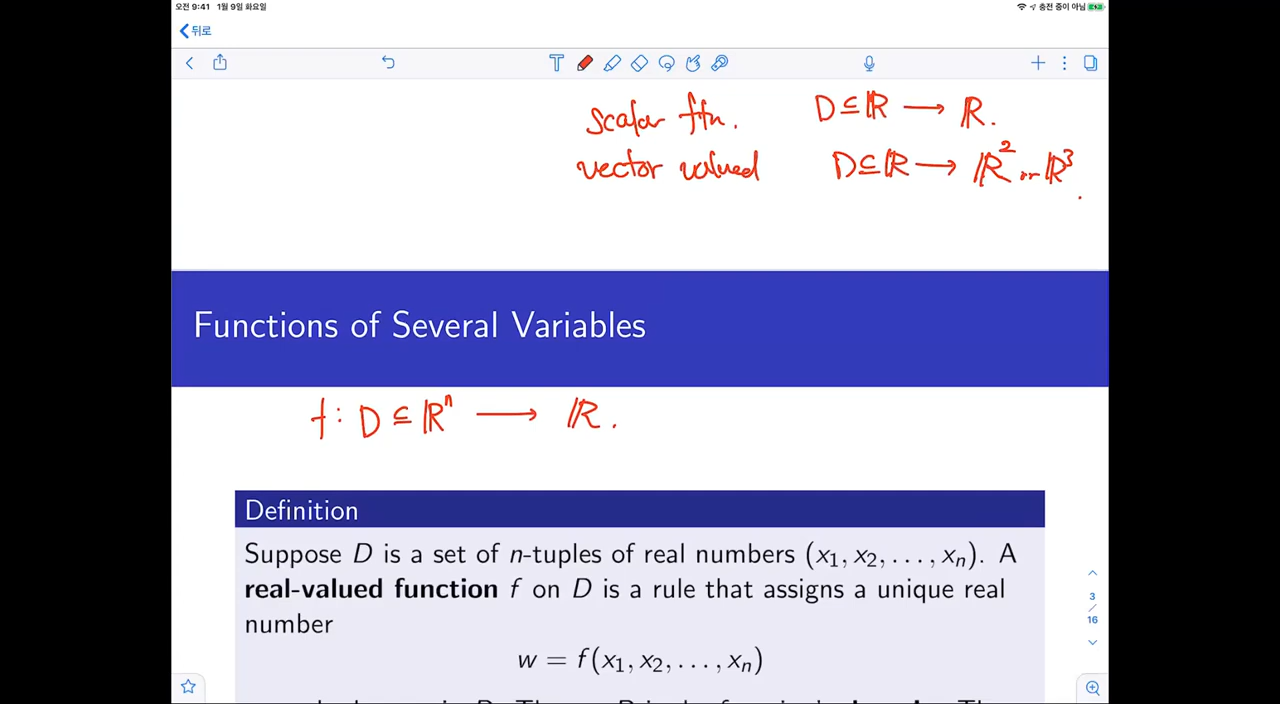 오전 9:41 1월 9일 화요일 충전 중이 아님
뒤로
scalar ftn. D ⊆ ℝ ⟶ ℝ.
vector valued D ⊆ ℝ ⟶ ℝ² or ℝ³.
Functions of Several Variables
f : D ⊆ ℝⁿ ⟶ ℝ.
Definition
Suppose D is a set of n-tuples of real numbers (x₁, x₂, . . . , xₙ). A
real-valued function f on D is a rule that assigns a unique real
number
w = f(x₁, x₂, . . . , xₙ)
3
/
16